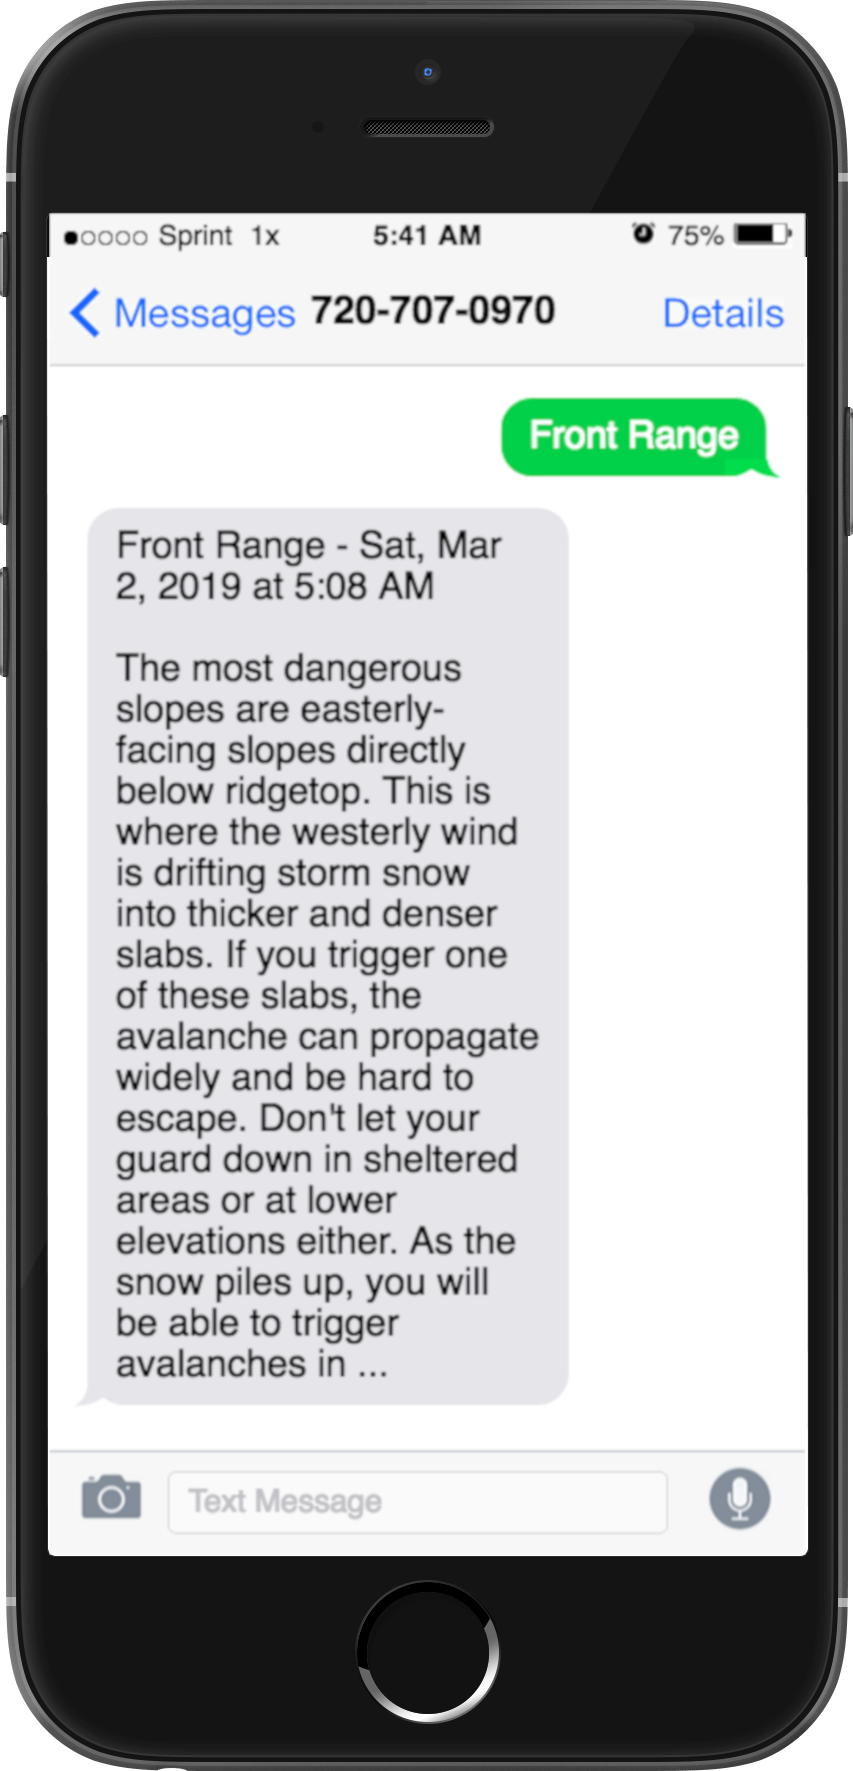 Sprint 1x 5:41 AM 75%
Messages 720-707-0970 Details
Front Range
Front Range - Sat, Mar
2, 2019 at 5:08 AM
The most dangerous
slopes are easterly-
facing slopes directly
below ridgetop. This is
where the westerly wind
is drifting storm snow
into thicker and denser
slabs. If you trigger one
of these slabs, the
avalanche can propagate
widely and be hard to
escape. Don't let your
guard down in sheltered
areas or at lower
elevations either. As the
snow piles up, you will
be able to trigger
avalanches in ...
Text Message